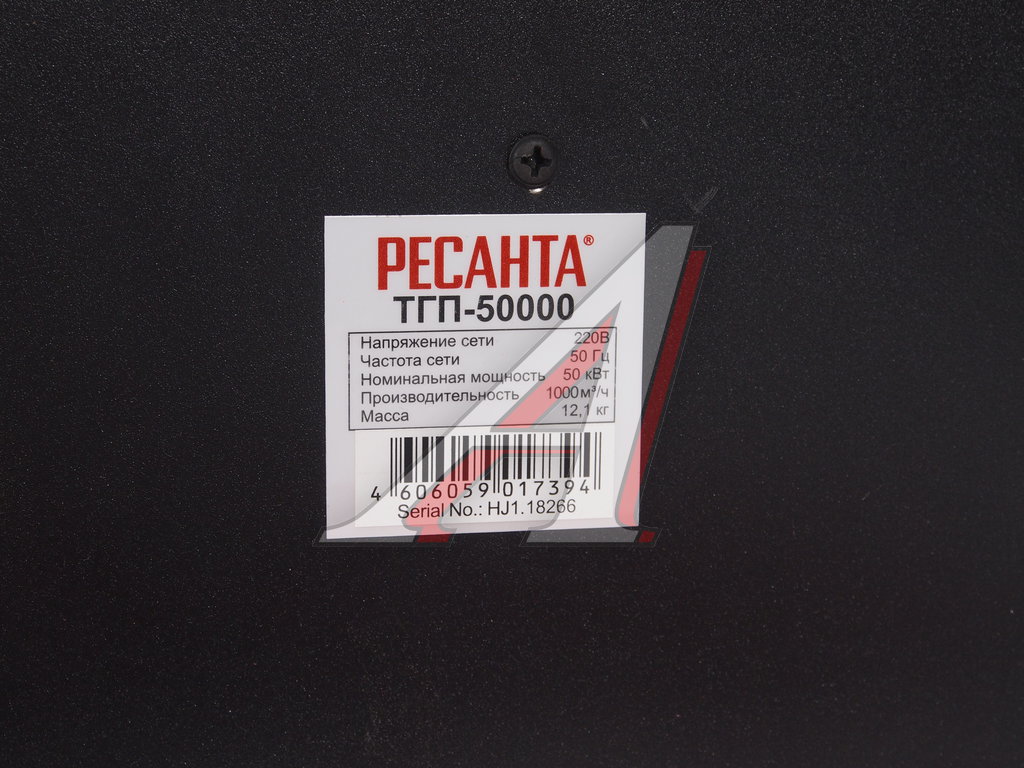 РЕСАНТА®
ТГП-50000
Напряжение сети 220В
Частота сети 50 Гц
Номинальная мощность 50 кВт
Производительность 1000м³/ч
Масса 12,1 кг
4 606059 017394
Serial No.: HJ1.18266